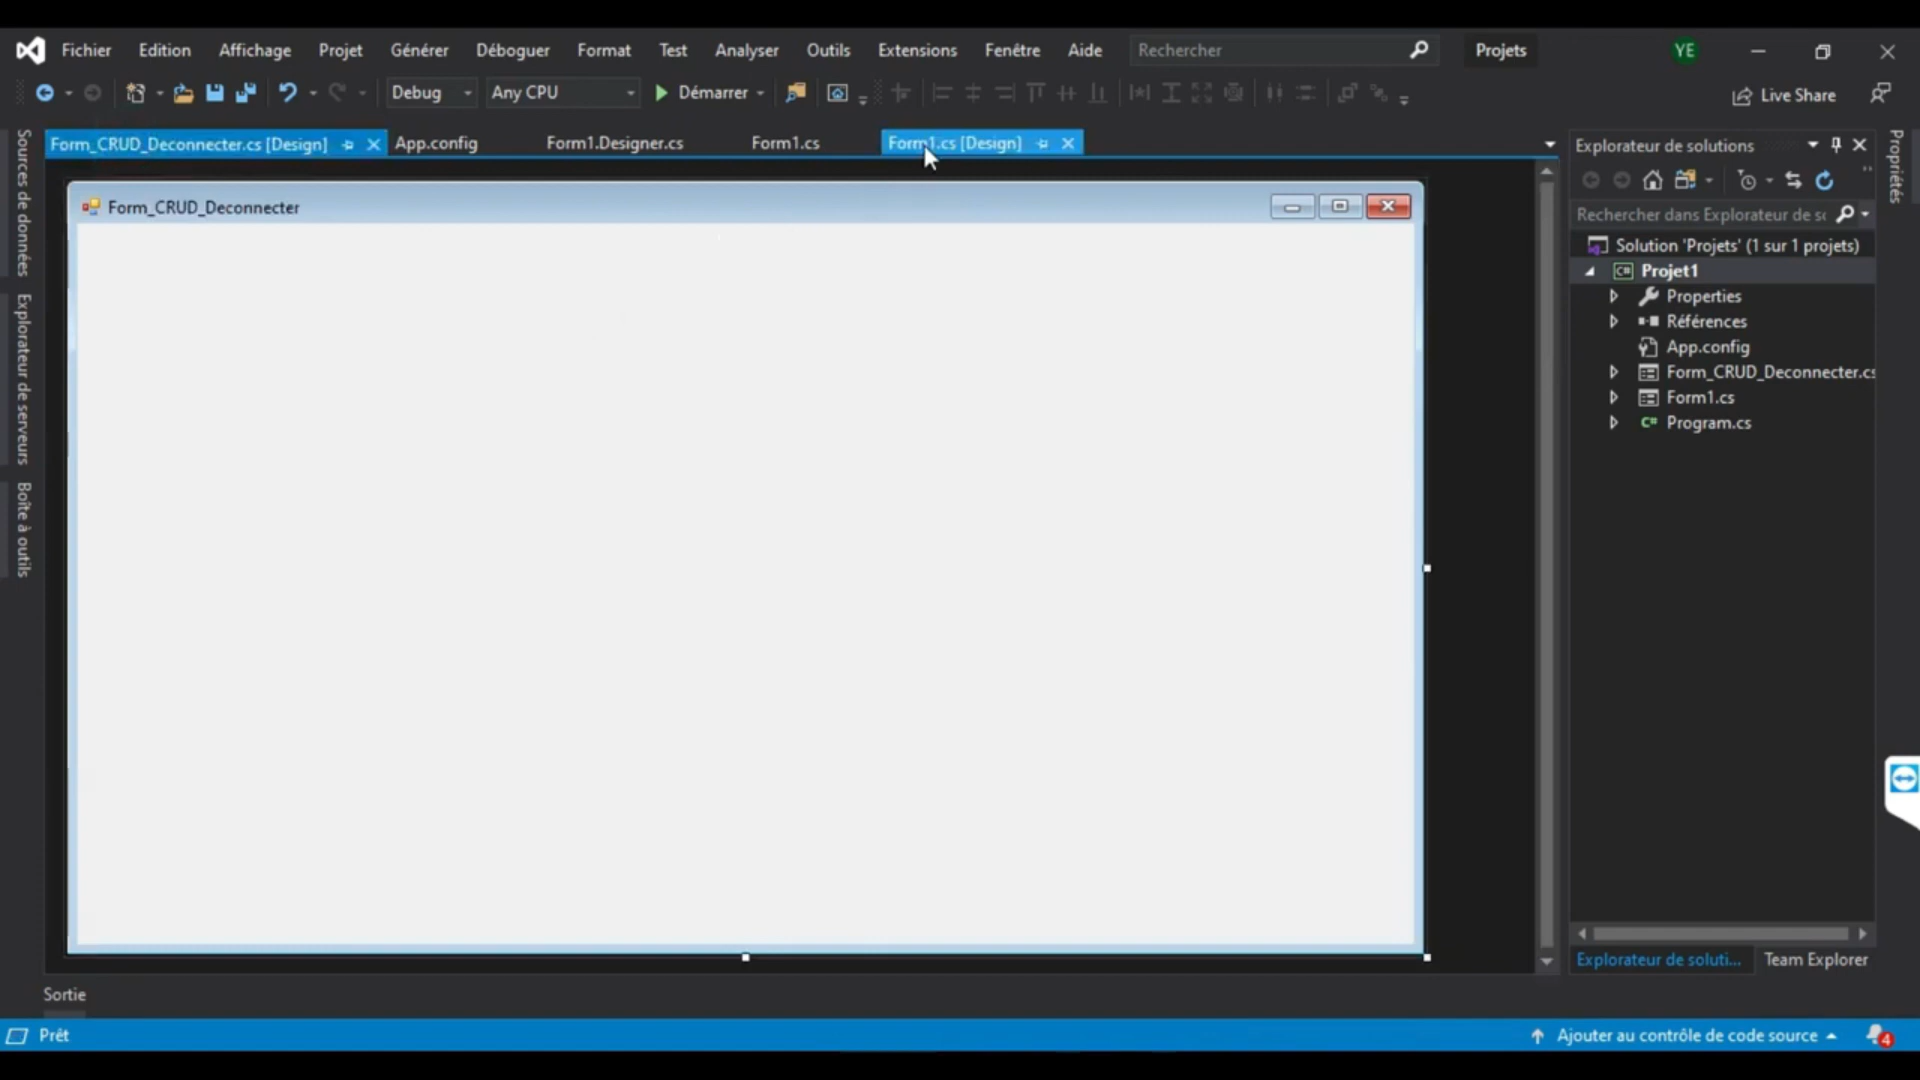 Fichier Edition Affichage Projet Générer Déboguer Format Test Analyser Outils Extensions Fenêtre Aide Rechercher Projets YE
Debug Any CPU Démarrer Live Share
Form_CRUD_Deconnecter.cs [Design] App.config Form1.Designer.cs Form1.cs Form1.cs [Design]
Sources de données
Explorateur de serveurs
Boîte à outils
Form_CRUD_Deconnecter
Explorateur de solutions
Rechercher dans Explorateur de so
Solution 'Projets' (1 sur 1 projets)
Projet1
Properties
Références
App.config
Form_CRUD_Deconnecter.cs
Form1.cs
Program.cs
Explorateur de soluti... Team Explorer
Propriétés
Sortie
Prêt Ajouter au contrôle de code source 4